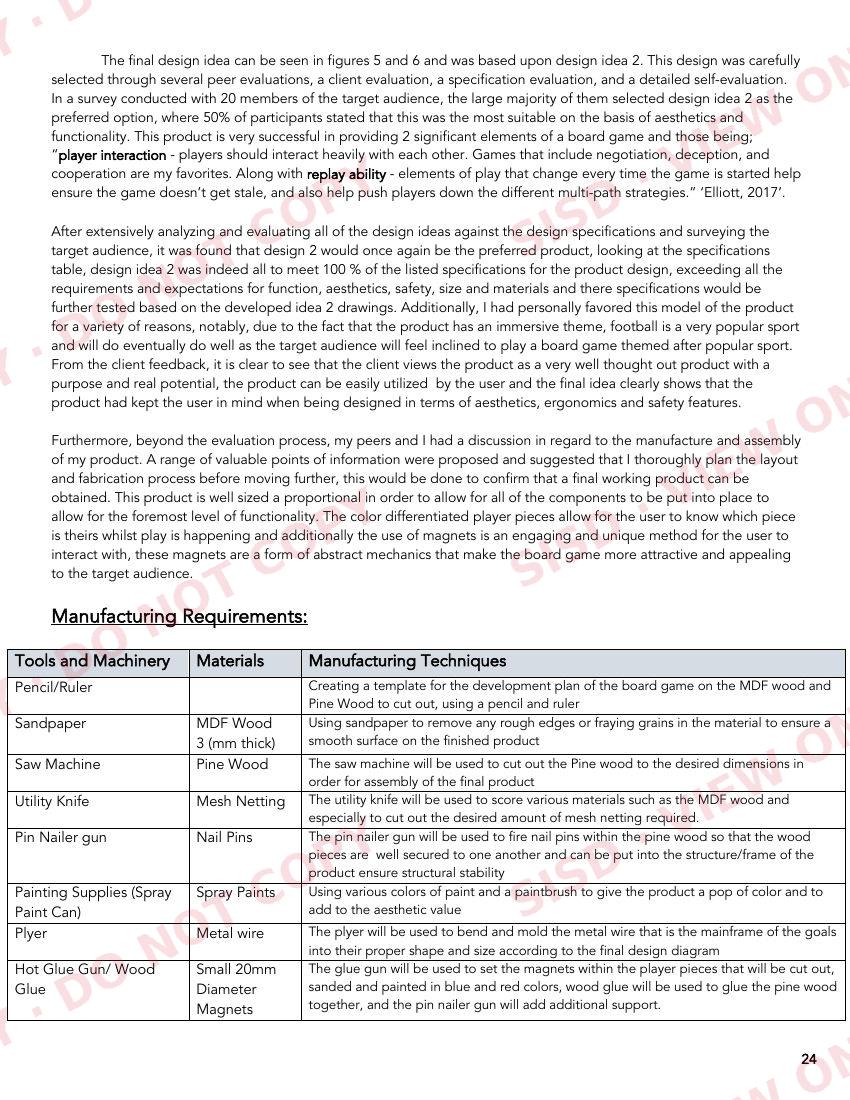 The final design idea can be seen in figures 5 and 6 and was based upon design idea 2. This design was carefully
selected through several peer evaluations, a client evaluation, a specification evaluation, and a detailed self-evaluation.
In a survey conducted with 20 members of the target audience, the large majority of them selected design idea 2 as the
preferred option, where 50% of participants stated that this was the most suitable on the basis of aesthetics and
functionality. This product is very successful in providing 2 significant elements of a board game and those being;
“player interaction - players should interact heavily with each other. Games that include negotiation, deception, and
cooperation are my favorites. Along with replay ability - elements of play that change every time the game is started help
ensure the game doesn’t get stale, and also help push players down the different multi-path strategies.” ‘Elliott, 2017’.
After extensively analyzing and evaluating all of the design ideas against the design specifications and surveying the
target audience, it was found that design 2 would once again be the preferred product, looking at the specifications
table, design idea 2 was indeed all to meet 100 % of the listed specifications for the product design, exceeding all the
requirements and expectations for function, aesthetics, safety, size and materials and there specifications would be
further tested based on the developed idea 2 drawings. Additionally, I had personally favored this model of the product
for a variety of reasons, notably, due to the fact that the product has an immersive theme, football is a very popular sport
and will do eventually do well as the target audience will feel inclined to play a board game themed after popular sport.
From the client feedback, it is clear to see that the client views the product as a very well thought out product with a
purpose and real potential, the product can be easily utilized  by the user and the final idea clearly shows that the
product had kept the user in mind when being designed in terms of aesthetics, ergonomics and safety features.
Furthermore, beyond the evaluation process, my peers and I had a discussion in regard to the manufacture and assembly
of my product. A range of valuable points of information were proposed and suggested that I thoroughly plan the layout
and fabrication process before moving further, this would be done to confirm that a final working product can be
obtained. This product is well sized a proportional in order to allow for all of the components to be put into place to
allow for the foremost level of functionality. The color differentiated player pieces allow for the user to know which piece
is theirs whilst play is happening and additionally the use of magnets is an engaging and unique method for the user to
interact with, these magnets are a form of abstract mechanics that make the board game more attractive and appealing
to the target audience.
Manufacturing Requirements:
Tools and Machinery
Materials
Manufacturing Techniques
Pencil/Ruler
Creating a template for the development plan of the board game on the MDF wood and
Pine Wood to cut out, using a pencil and ruler
Sandpaper
MDF Wood
3 (mm thick)
Using sandpaper to remove any rough edges or fraying grains in the material to ensure a
smooth surface on the finished product
Saw Machine
Pine Wood
The saw machine will be used to cut out the Pine wood to the desired dimensions in
order for assembly of the final product
Utility Knife
Mesh Netting
The utility knife will be used to score various materials such as the MDF wood and
especially to cut out the desired amount of mesh netting required.
Pin Nailer gun
Nail Pins
The pin nailer gun will be used to fire nail pins within the pine wood so that the wood
pieces are  well secured to one another and can be put into the structure/frame of the
product ensure structural stability
Painting Supplies (Spray
Paint Can)
Spray Paints
Using various colors of paint and a paintbrush to give the product a pop of color and to
add to the aesthetic value
Plyer
Metal wire
The plyer will be used to bend and mold the metal wire that is the mainframe of the goals
into their proper shape and size according to the final design diagram
Hot Glue Gun/ Wood
Glue
Small 20mm
Diameter
Magnets
The glue gun will be used to set the magnets within the player pieces that will be cut out,
sanded and painted in blue and red colors, wood glue will be used to glue the pine wood
together, and the pin nailer gun will add additional support.
24
SISD · VIEW ON
Y · DO NOT COPY
SISD · VIEW ON
Y · DO NOT COPY
SISD · VIEW ON
Y · DO NOT COPY